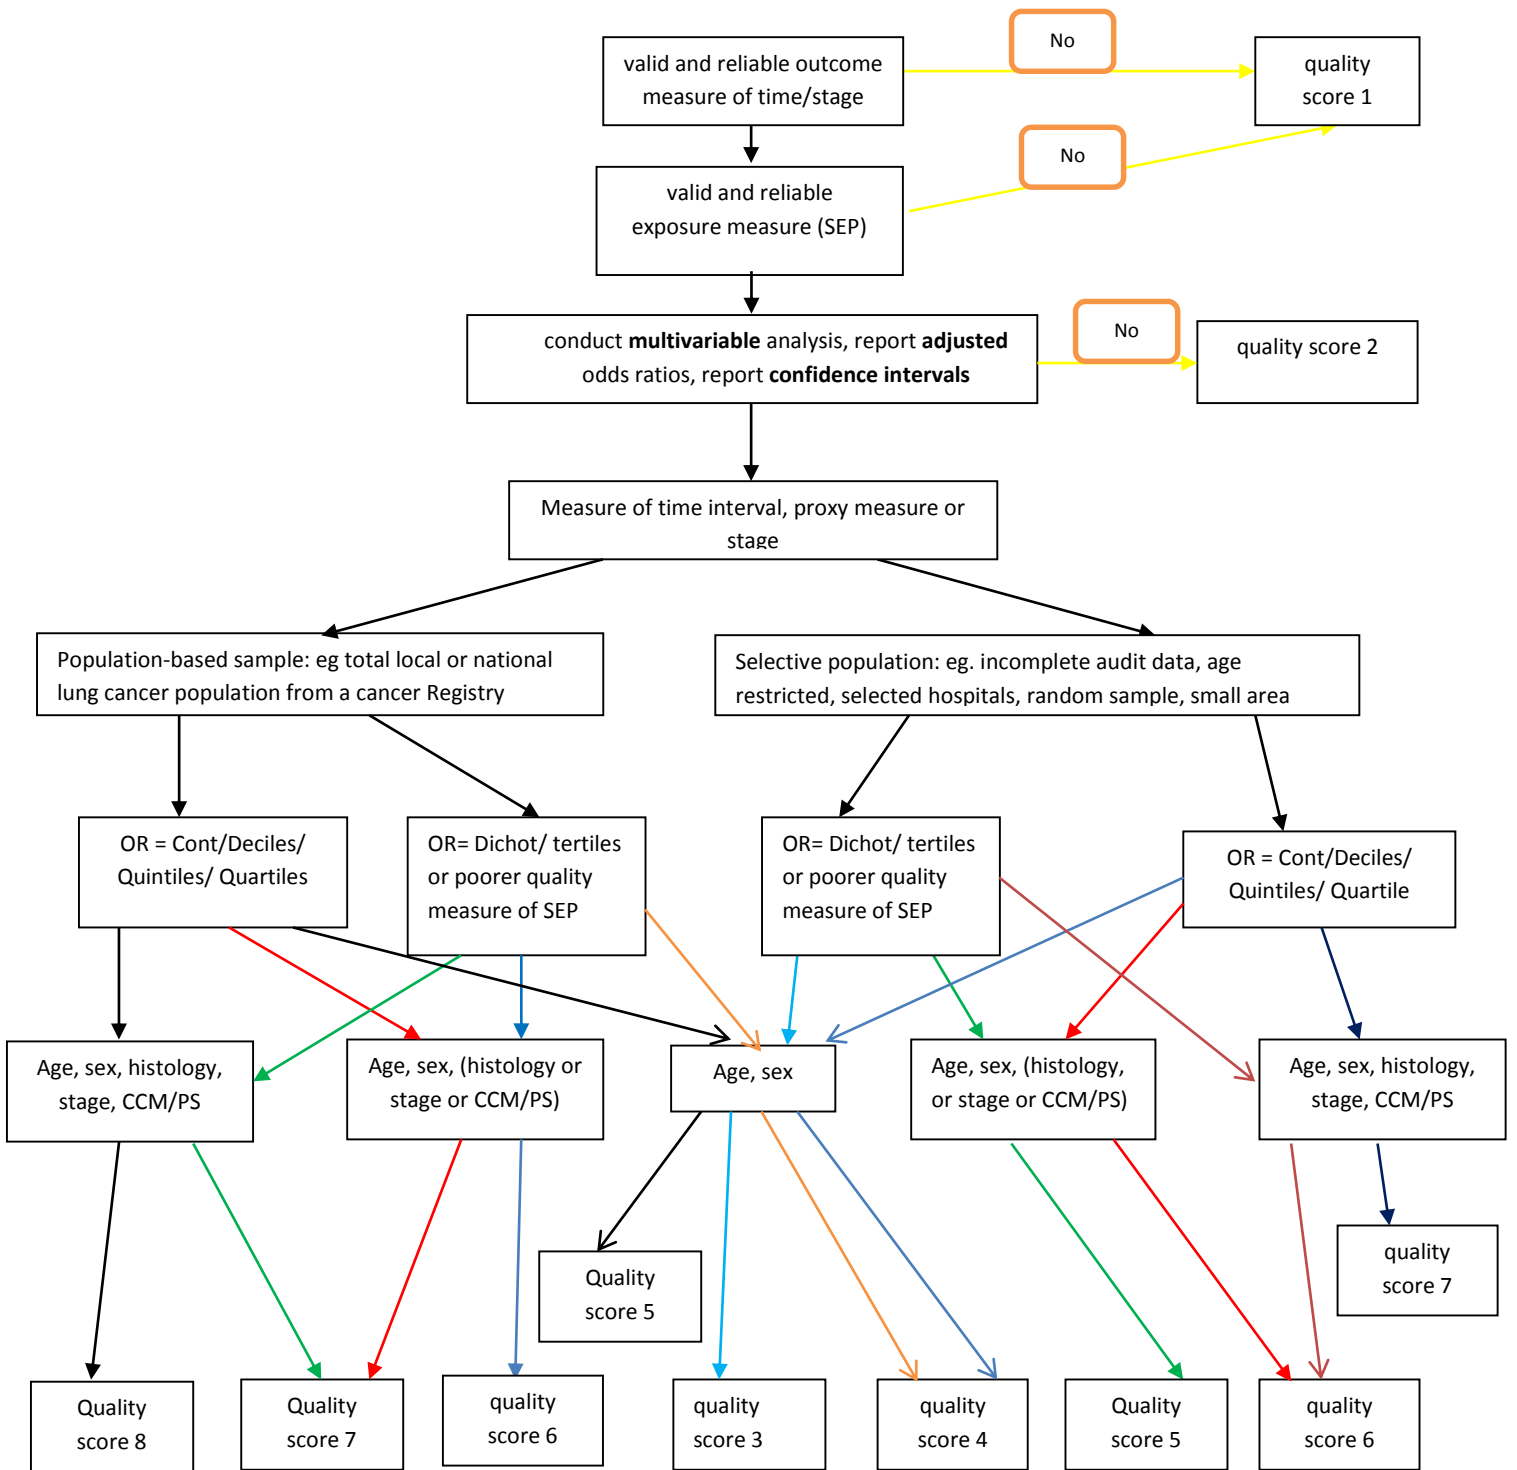 No
valid and reliable outcome
measure of time/stage
quality
score 1
No
valid and reliable
exposure measure (SEP)
No
conduct multivariable analysis, report adjusted
odds ratios, report confidence intervals
quality score 2
Measure of time interval, proxy measure or
stage
Population-based sample: eg total local or national
lung cancer population from a cancer Registry
Selective population: eg. incomplete audit data, age
restricted, selected hospitals, random sample, small area
OR = Cont/Deciles/
Quintiles/ Quartiles
OR= Dichot/ tertiles
or poorer quality
measure of SEP
OR= Dichot/ tertiles
or poorer quality
measure of SEP
OR = Cont/Deciles/
Quintiles/ Quartile
Age, sex, histology,
stage, CCM/PS
Age, sex, (histology or
stage or CCM/PS)
Age, sex
Age, sex, (histology,
or stage or CCM/PS)
Age, sex, histology,
stage, CCM/PS
Quality
score 5
quality
score 7
Quality
score 8
Quality
score 7
quality
score 6
quality
score 3
quality
score 4
Quality
score 5
quality
score 6